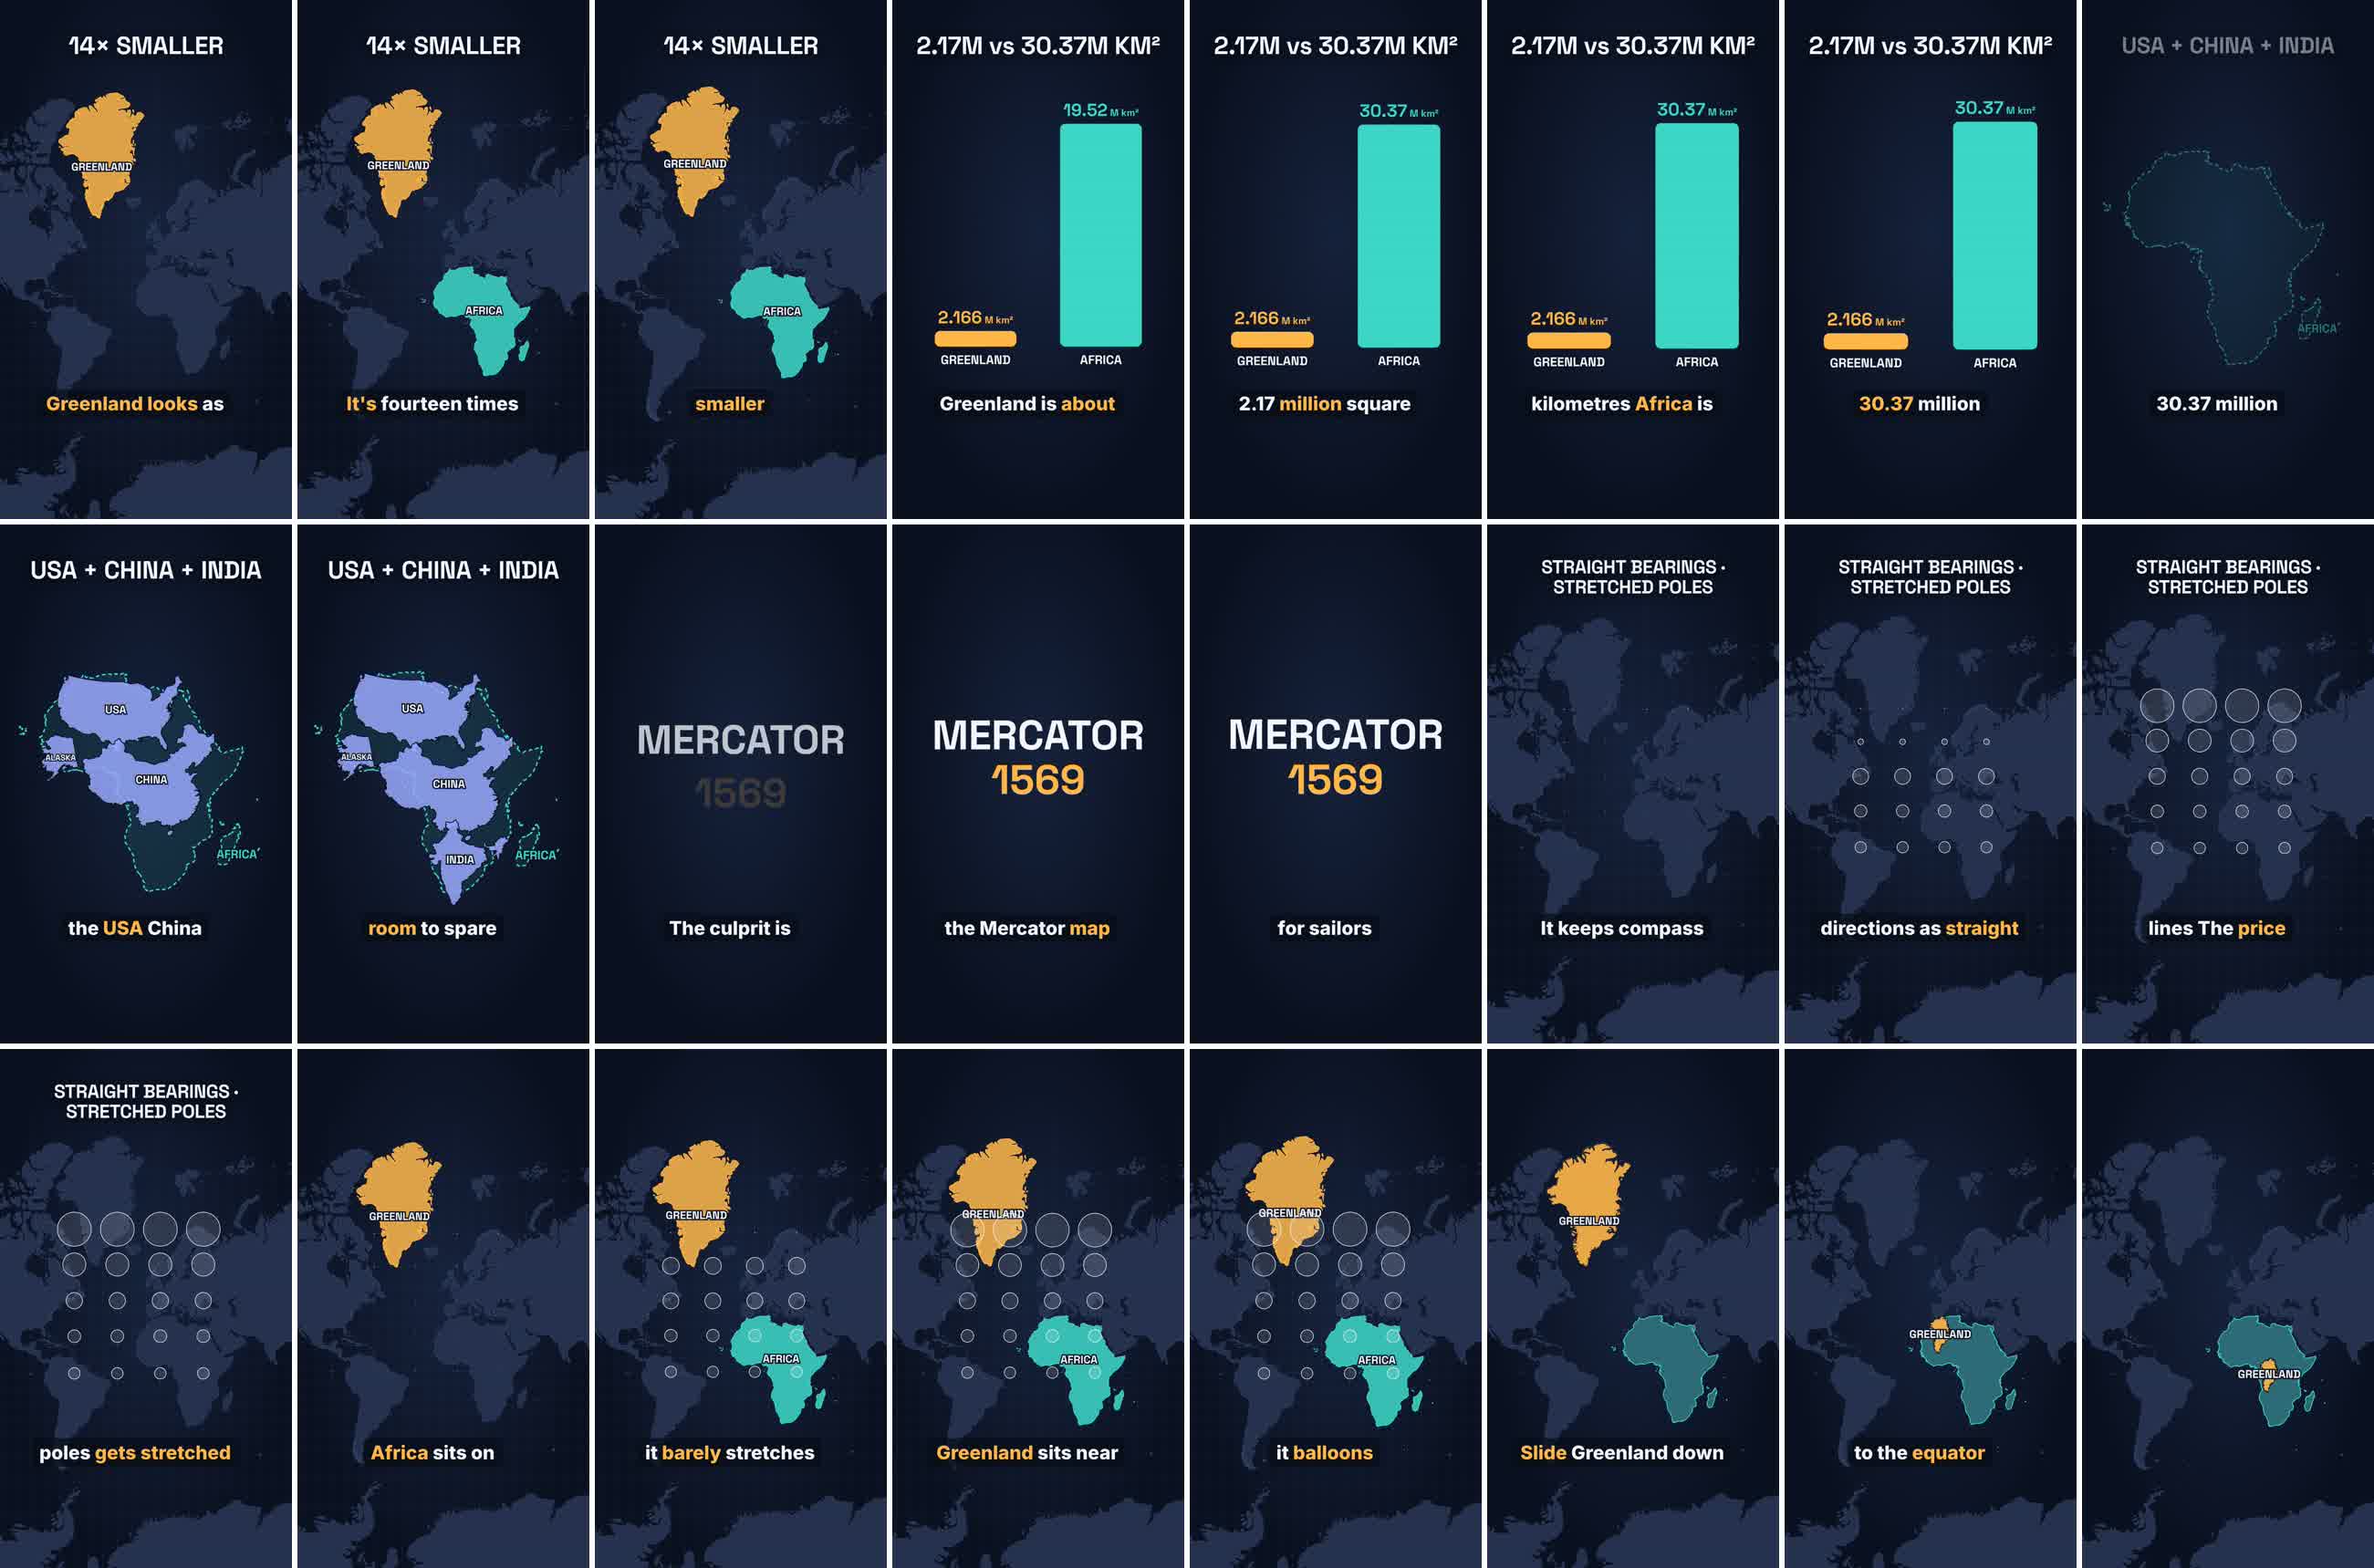 14× SMALLER
GREENLAND
Greenland looks as
14× SMALLER
GREENLAND
AFRICA
It's fourteen times
14× SMALLER
GREENLAND
AFRICA
smaller
2.17M vs 30.37M KM²
19.52 M km²
2.166 M km²
GREENLAND
AFRICA
Greenland is about
2.17M vs 30.37M KM²
30.37 M km²
2.166 M km²
GREENLAND
AFRICA
2.17 million square
2.17M vs 30.37M KM²
30.37 M km²
2.166 M km²
GREENLAND
AFRICA
kilometres Africa is
2.17M vs 30.37M KM²
30.37 M km²
2.166 M km²
GREENLAND
AFRICA
30.37 million
USA + CHINA + INDIA
AFRICA
30.37 million
USA + CHINA + INDIA
USA
ALASKA
CHINA
AFRICA
the USA China
USA + CHINA + INDIA
USA
ALASKA
CHINA
INDIA
AFRICA
room to spare
MERCATOR
1569
The culprit is
MERCATOR
1569
the Mercator map
MERCATOR
1569
for sailors
STRAIGHT BEARINGS ·
STRETCHED POLES
It keeps compass
STRAIGHT BEARINGS ·
STRETCHED POLES
directions as straight
STRAIGHT BEARINGS ·
STRETCHED POLES
lines The price
STRAIGHT BEARINGS ·
STRETCHED POLES
poles gets stretched
GREENLAND
Africa sits on
GREENLAND
AFRICA
it barely stretches
GREENLAND
AFRICA
Greenland sits near
GREENLAND
AFRICA
it balloons
GREENLAND
Slide Greenland down
GREENLAND
to the equator
GREENLAND